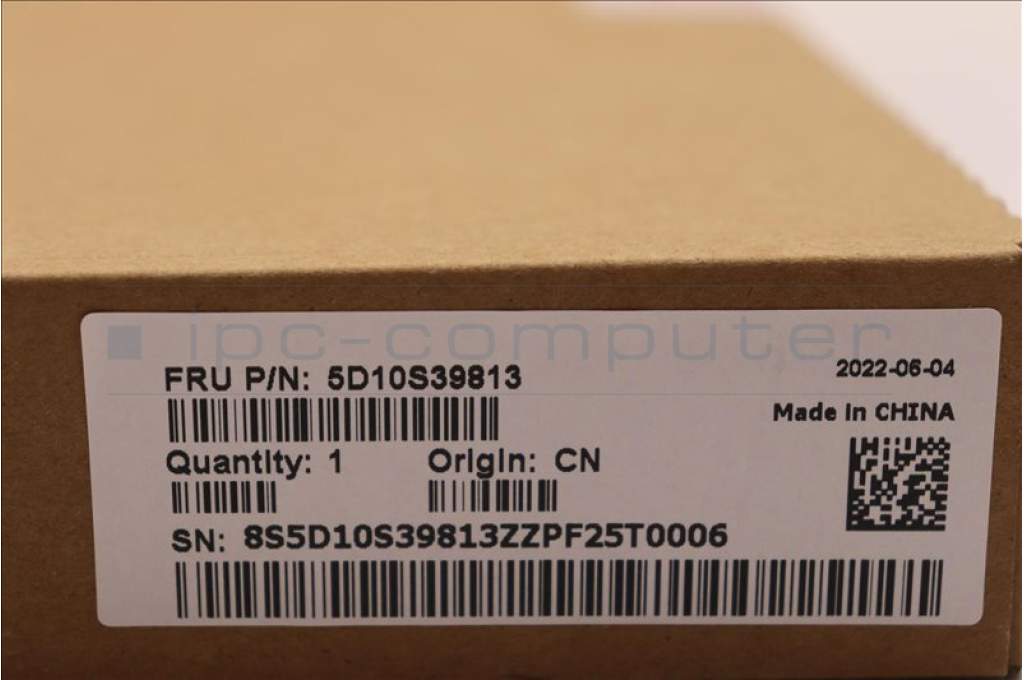 ipc-computer
FRU P/N: 5D10S39813
2022-06-04
Made in CHINA
Quantity: 1 Origin: CN
SN: 8S5D10S39813ZZPF25T0006